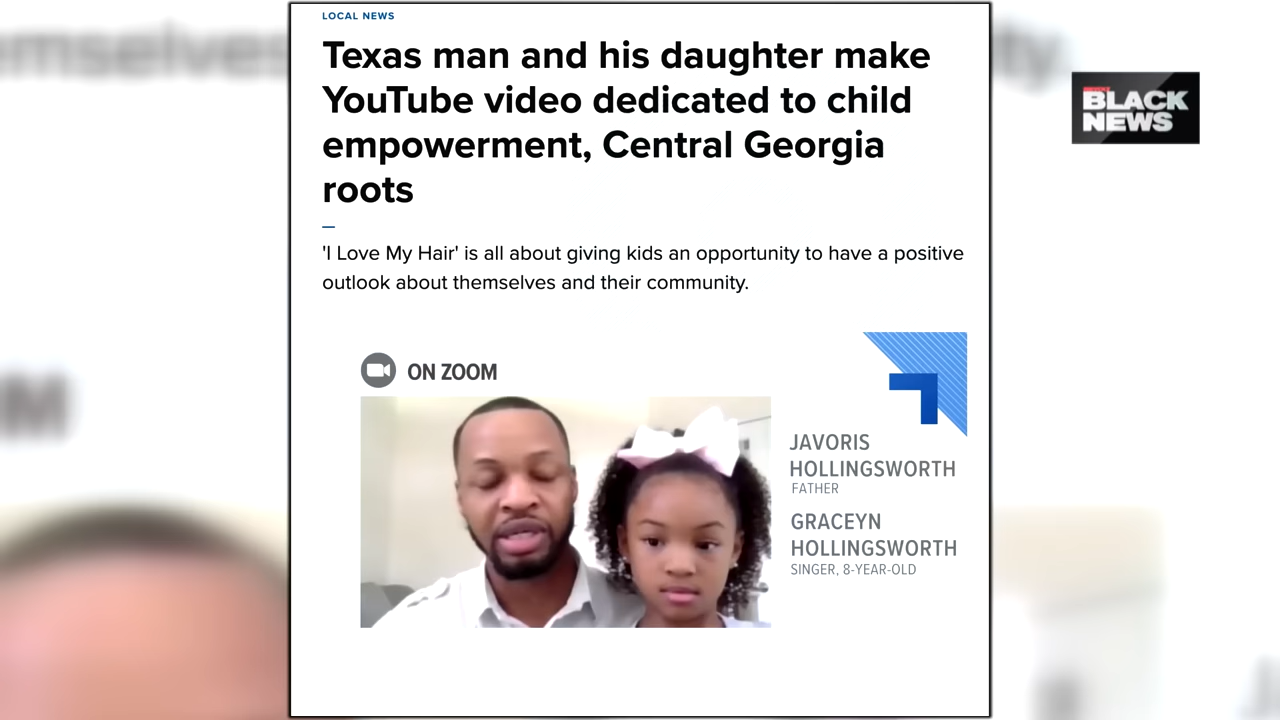 LOCAL NEWS
Texas man and his daughter make
YouTube video dedicated to child
empowerment, Central Georgia
roots
'I Love My Hair' is all about giving kids an opportunity to have a positive
outlook about themselves and their community.
ON ZOOM
JAVORIS
HOLLINGSWORTH
FATHER
GRACEYN
HOLLINGSWORTH
SINGER, 8-YEAR-OLD
BLACK
NEWS